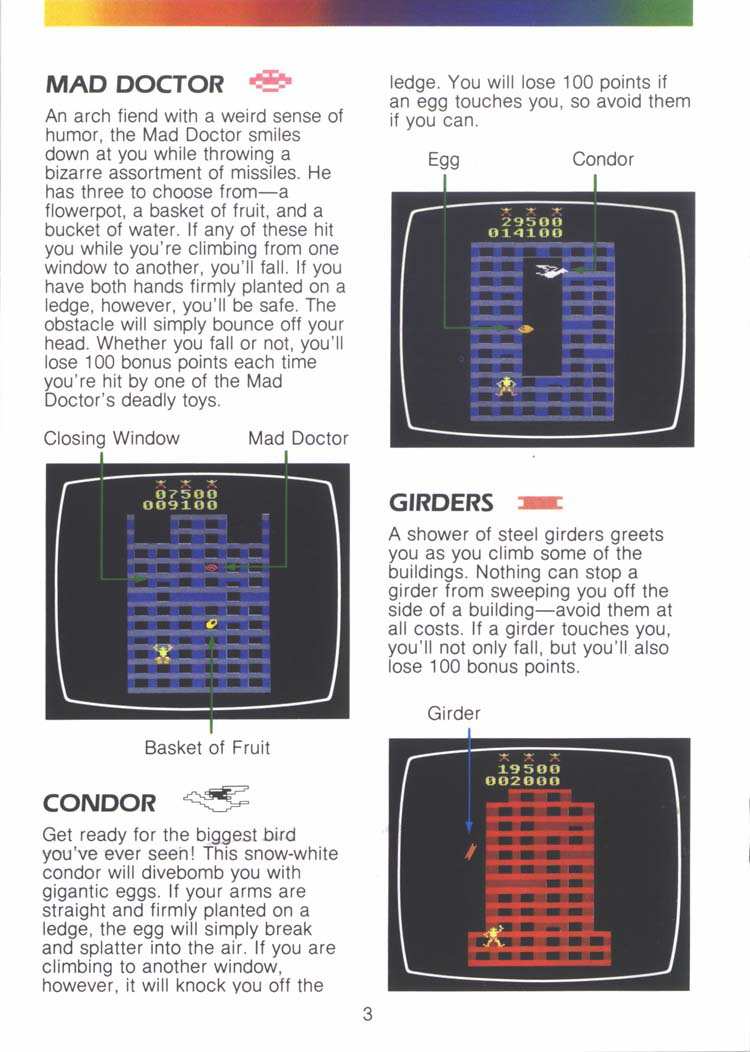 MAD DOCTOR
An arch fiend with a weird sense of
humor, the Mad Doctor smiles
down at you while throwing a
bizarre assortment of missiles. He
has three to choose from—a
flowerpot, a basket of fruit, and a
bucket of water. If any of these hit
you while you're climbing from one
window to another, you'll fall. If you
have both hands firmly planted on a
ledge, however, you'll be safe. The
obstacle will simply bounce off your
head. Whether you fall or not, you'll
lose 100 bonus points each time
you're hit by one of the Mad
Doctor's deadly toys.
Closing Window
Mad Doctor
07500
009100
Basket of Fruit
CONDOR
Get ready for the biggest bird
you've ever seen! This snow-white
condor will divebomb you with
gigantic eggs. If your arms are
straight and firmly planted on a
ledge, the egg will simply break
and splatter into the air. If you are
climbing to another window,
however, it will knock you off the
ledge. You will lose 100 points if
an egg touches you, so avoid them
if you can.
Egg
Condor
29500
014100
GIRDERS
A shower of steel girders greets
you as you climb some of the
buildings. Nothing can stop a
girder from sweeping you off the
side of a building—avoid them at
all costs. If a girder touches you,
you'll not only fall, but you'll also
lose 100 bonus points.
Girder
19500
002000
3